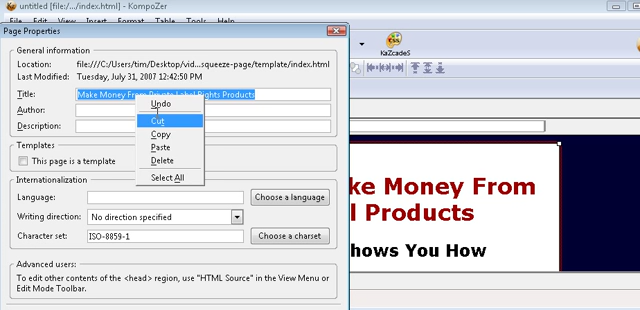 untitled [file:/.../index.html] - KompoZer
File Edit View Insert Format Table Tools Help
Page Properties
KaZcadeS
General information
Location: file:///C:/Users/tim/Desktop/vid...squeeze-page/template/index.html
Last Modified: Tuesday, July 31, 2007 12:42:50 PM
Title: Make Money From Private Label Rights Products
Undo
Author:
Cut
Description:
Copy
Templates
Paste
This page is a template
Delete
Internationalization
Select All
Language: Choose a language
ke Money From
Writing direction: No direction specified
l Products
Character set: ISO-8859-1 Choose a charset
hows You How
Advanced users:
To edit other contents of the <head> region, use "HTML Source" in the View Menu or
Edit Mode Toolbar.